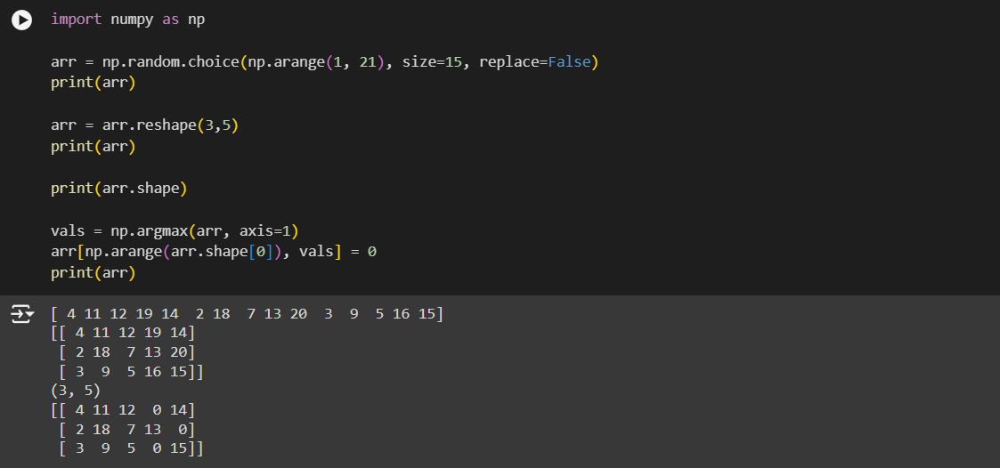 import numpy as np
arr = np.random.choice(np.arange(1, 21), size=15, replace=False)
print(arr)
arr = arr.reshape(3,5)
print(arr)
print(arr.shape)
vals = np.argmax(arr, axis=1)
arr[np.arange(arr.shape[0]), vals] = 0
print(arr)
[ 4 11 12 19 14  2 18  7 13 20  3  9  5 16 15]
[[ 4 11 12 19 14]
 [ 2 18  7 13 20]
 [ 3  9  5 16 15]]
(3, 5)
[[ 4 11 12  0 14]
 [ 2 18  7 13  0]
 [ 3  9  5  0 15]]